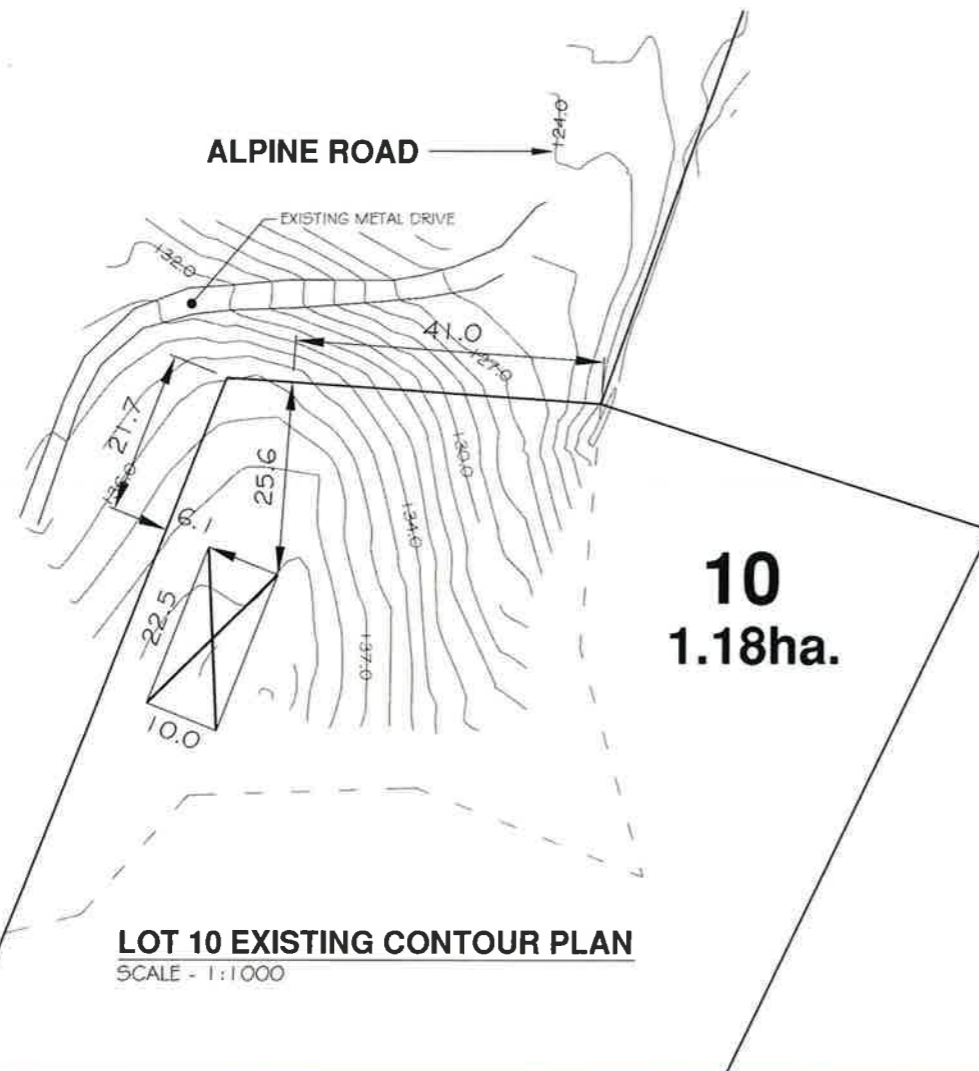 124.0
ALPINE ROAD
EXISTING METAL DRIVE
132.0
41.0
127.0
21.7
130.0
25.6
136.0
134.0
6.1
10
1.18ha.
22.5
137.0
10.0
LOT 10 EXISTING CONTOUR PLAN
SCALE - 1:1000